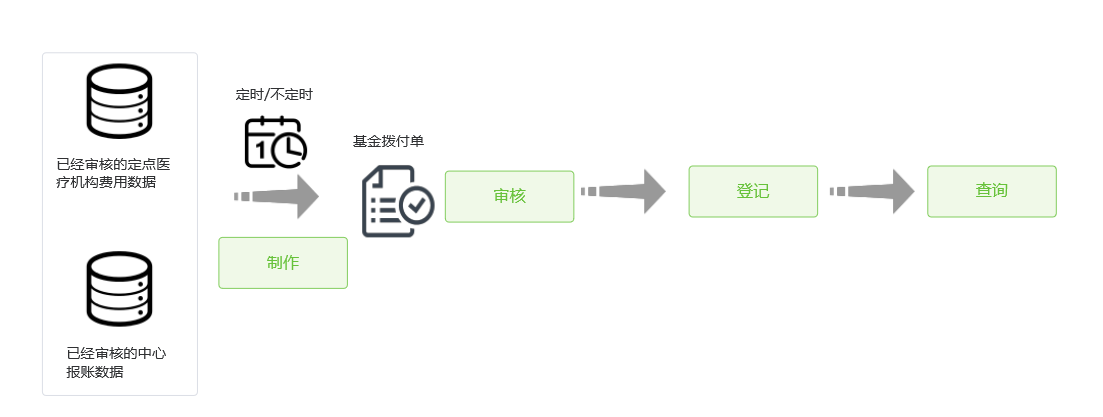 已经审核的定点医
疗机构费用数据
已经审核的中心
报账数据
定时/不定时
制作
基金拨付单
审核
登记
查询